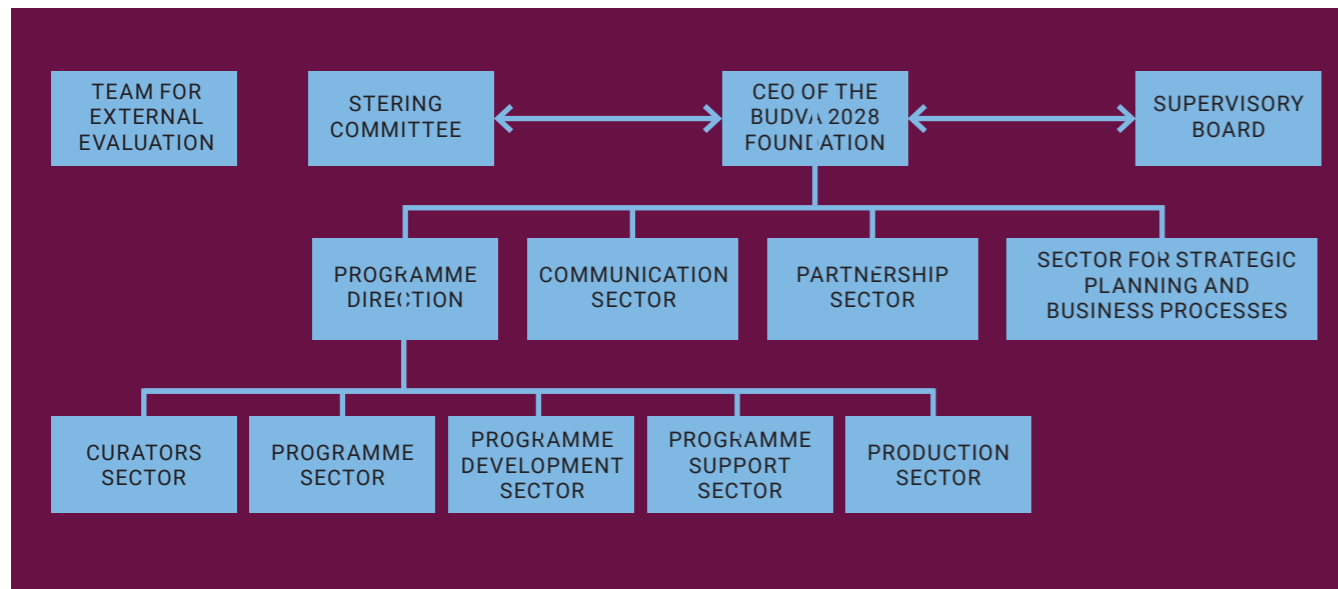 TEAM FOR
EXTERNAL
EVALUATION
STERING
COMMITTEE
CEO OF THE
BUDVA 2028
FOUNDATION
SUPERVISORY
BOARD
PROGRAMME
DIRECTION
COMMUNICATION
SECTOR
PARTNERSHIP
SECTOR
SECTOR FOR STRATEGIC
PLANNING AND
BUSINESS PROCESSES
CURATORS
SECTOR
PROGRAMME
SECTOR
PROGRAMME
DEVELOPMENT
SECTOR
PROGRAMME
SUPPORT
SECTOR
PRODUCTION
SECTOR